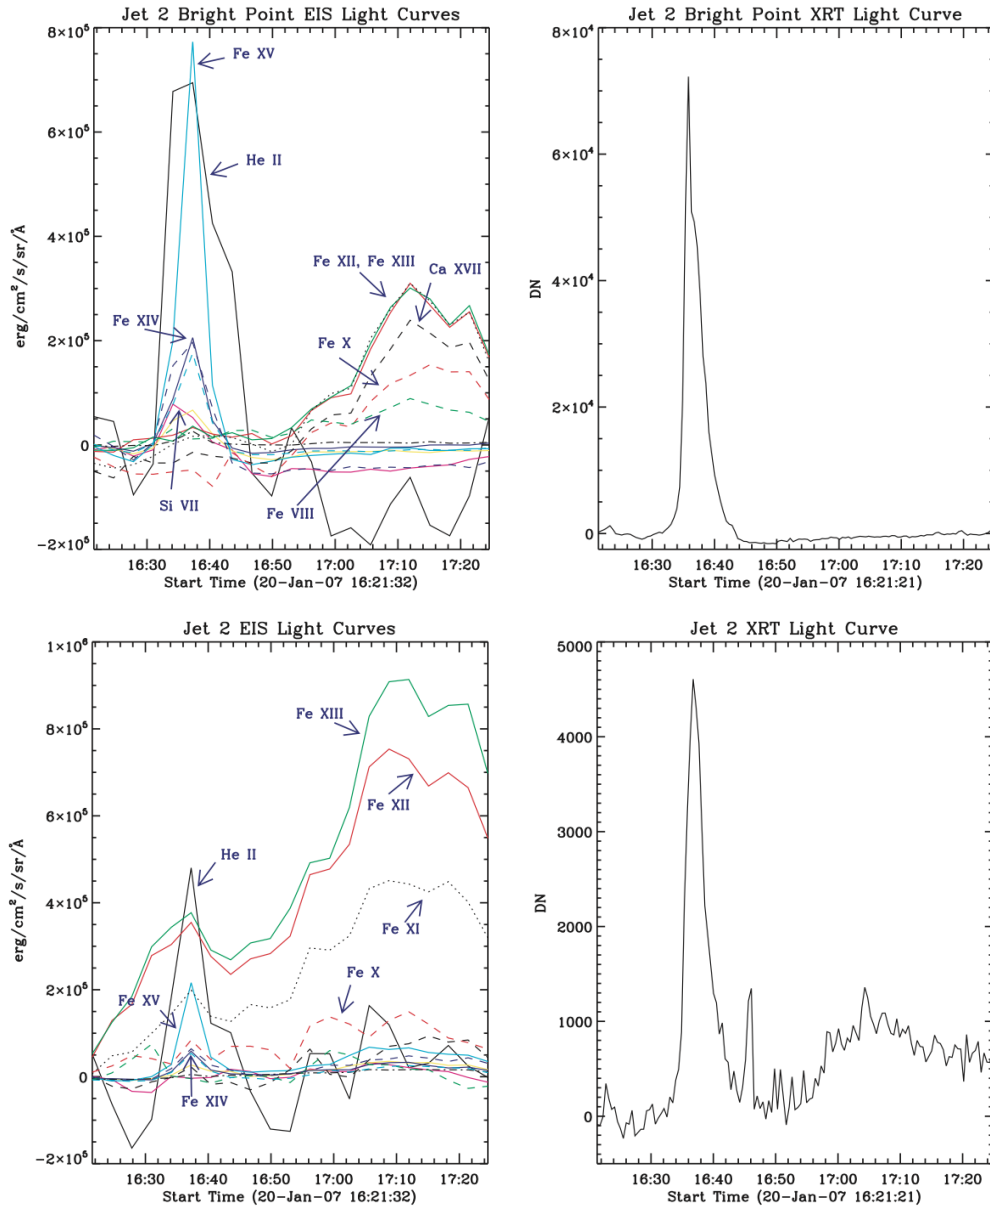 Jet 2 Bright Point EIS Light Curves
8×10⁵
6×10⁵
4×10⁵
2×10⁵
0
−2×10⁵
erg/cm²/s/sr/Å
Fe XV
He II
Fe XII, Fe XIII
Ca XVII
Fe XIV
Fe X
Si VII
Fe VIII
16:30 16:40 16:50 17:00 17:10 17:20
Start Time (20-Jan-07 16:21:32)
Jet 2 Bright Point XRT Light Curve
8×10⁴
6×10⁴
4×10⁴
2×10⁴
0
DN
16:30 16:40 16:50 17:00 17:10 17:20
Start Time (20-Jan-07 16:21:21)
Jet 2 EIS Light Curves
1×10⁶
8×10⁵
6×10⁵
4×10⁵
2×10⁵
0
−2×10⁵
erg/cm²/s/sr/Å
Fe XIII
Fe XII
He II
Fe XI
Fe X
Fe XV
Fe XIV
16:30 16:40 16:50 17:00 17:10 17:20
Start Time (20-Jan-07 16:21:32)
Jet 2 XRT Light Curve
5000
4000
3000
2000
1000
0
DN
16:30 16:40 16:50 17:00 17:10 17:20
Start Time (20-Jan-07 16:21:21)